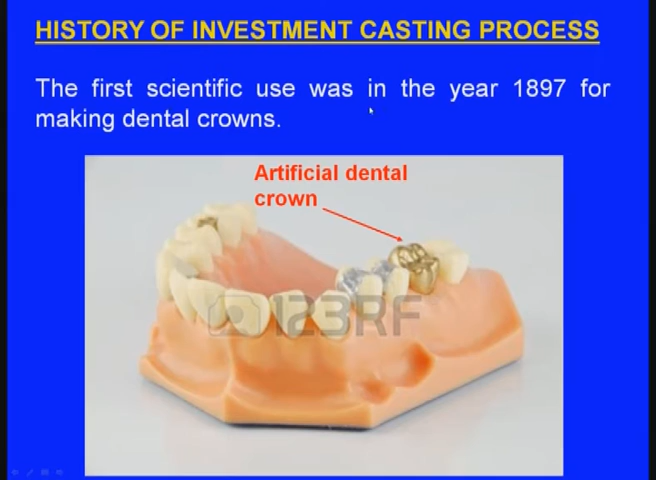 HISTORY OF INVESTMENT CASTING PROCESS
The first scientific use was in the year 1897 for
making dental crowns.
Artificial dental
crown
123RF